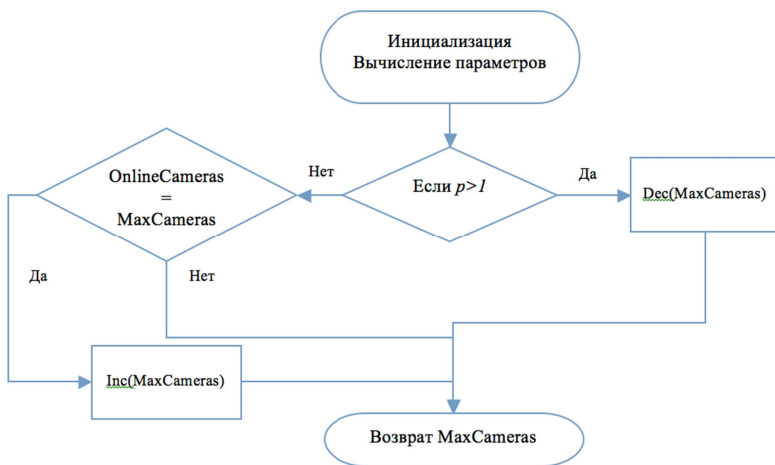 Инициализация
Вычисление параметров
OnlineCameras
=
MaxCameras
Нет
Если p>1
Да
Dec(MaxCameras)
Да
Нет
Inc(MaxCameras)
Возврат MaxCameras